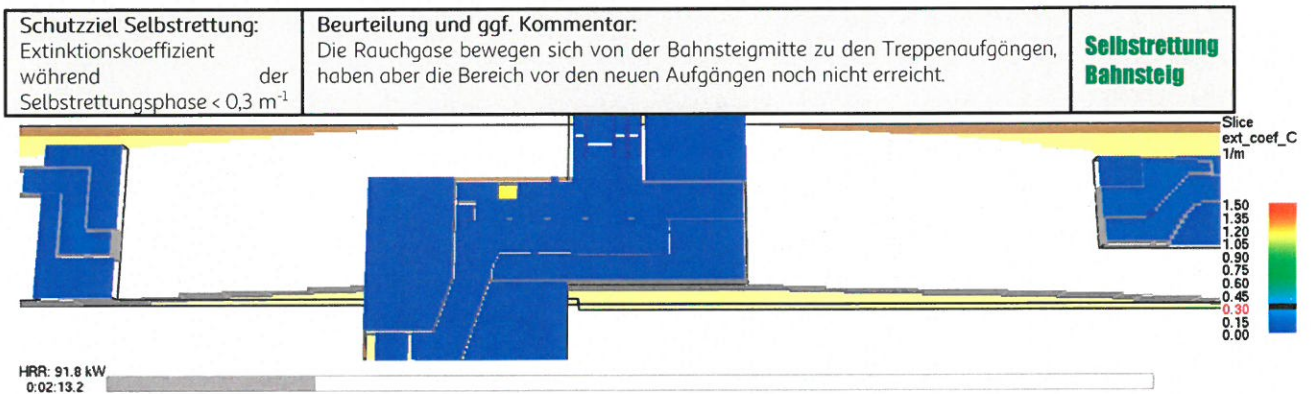 Schutzziel Selbstrettung:
Extinktionskoeffizient
während der
Selbstrettungsphase < 0,3 m⁻¹
Beurteilung und ggf. Kommentar:
Die Rauchgase bewegen sich von der Bahnsteigmitte zu den Treppenaufgängen,
haben aber die Bereich vor den neuen Aufgängen noch nicht erreicht.
Selbstrettung
Bahnsteig
Slice
ext_coef_C
1/m
1.50
1.35
1.20
1.05
0.90
0.75
0.60
0.45
0.30
0.15
0.00
HRR: 91.8 kW
0:02:13.2